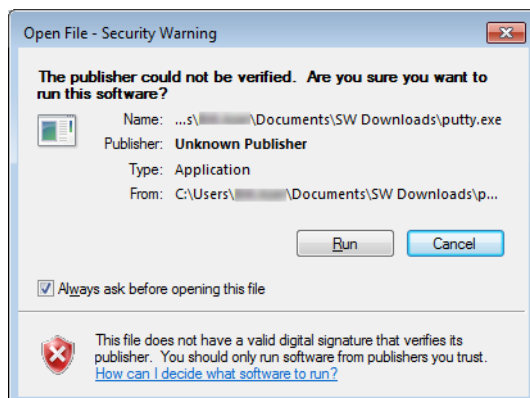 Open File - Security Warning
The publisher could not be verified.  Are you sure you want to
run this software?
Name: ...s\ \Documents\SW Downloads\putty.exe
Publisher: Unknown Publisher
Type: Application
From: C:\Users\ \Documents\SW Downloads\p...
Run Cancel
Always ask before opening this file
This file does not have a valid digital signature that verifies its
publisher.  You should only run software from publishers you trust.
How can I decide what software to run?